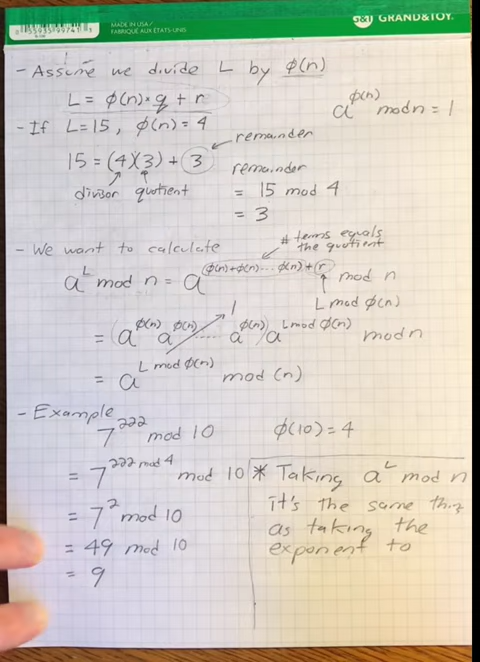 MADE IN USA /
FABRIQUÉ AUX ÉTATS-UNIS
G&T GRAND&TOY.
- Assume we divide L by φ(n)
L = φ(n)·q + r
a^φ(n) mod n = 1
- If L=15, φ(n)=4
remainder
15 = (4)(3) + 3
divisor quotient
remainder
= 15 mod 4
= 3
- We want to calculate
# terms equals
the quotient
a^L mod n = a^(φ(n)+φ(n)....φ(n)+r) mod n
L mod φ(n)
1
= (a^φ(n) a^φ(n) ..... a^φ(n)) a^(L mod φ(n)) mod n
= a^(L mod φ(n)) mod (n)
- Example
7^222 mod 10 φ(10)=4
= 7^(222 mod 4) mod 10
= 7^2 mod 10
= 49 mod 10
= 9
* Taking a^L mod n
it's the same thing
as taking the
exponent to